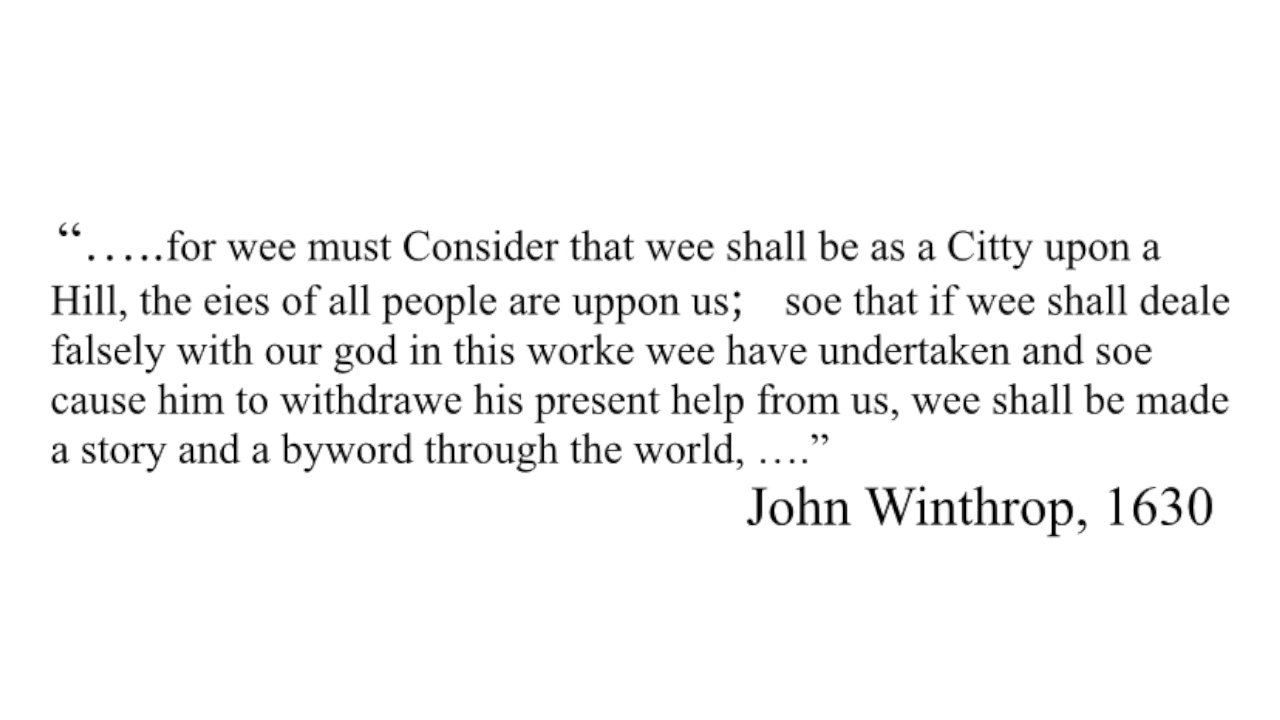 “…..for wee must Consider that wee shall be as a Citty upon a
Hill, the eies of all people are uppon us; soe that if wee shall deale
falsely with our god in this worke wee have undertaken and soe
cause him to withdrawe his present help from us, wee shall be made
a story and a byword through the world, ….”
John Winthrop, 1630